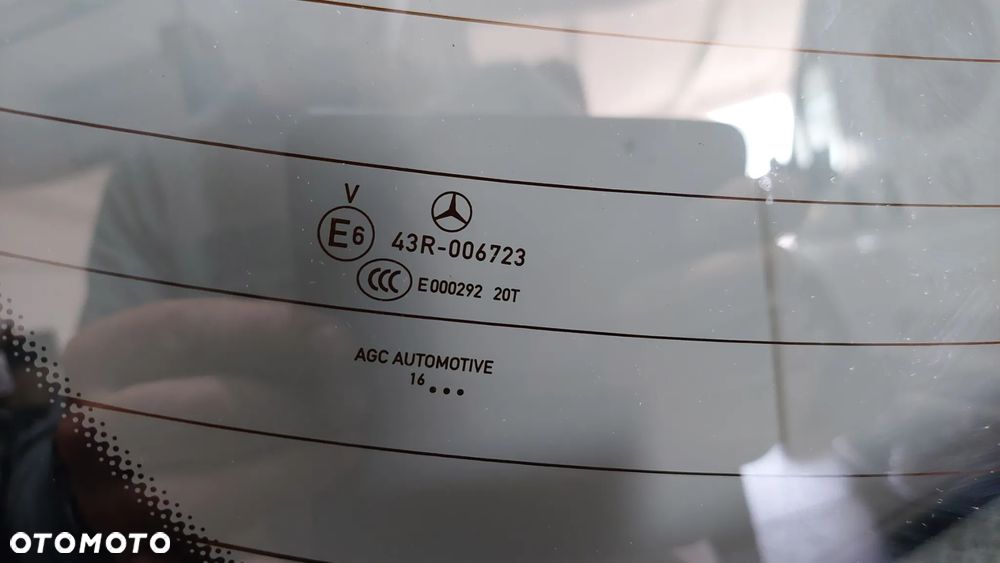 V
E6 43R-006723
CCC E000292 20T
AGC AUTOMOTIVE
16...
OTOMOTO